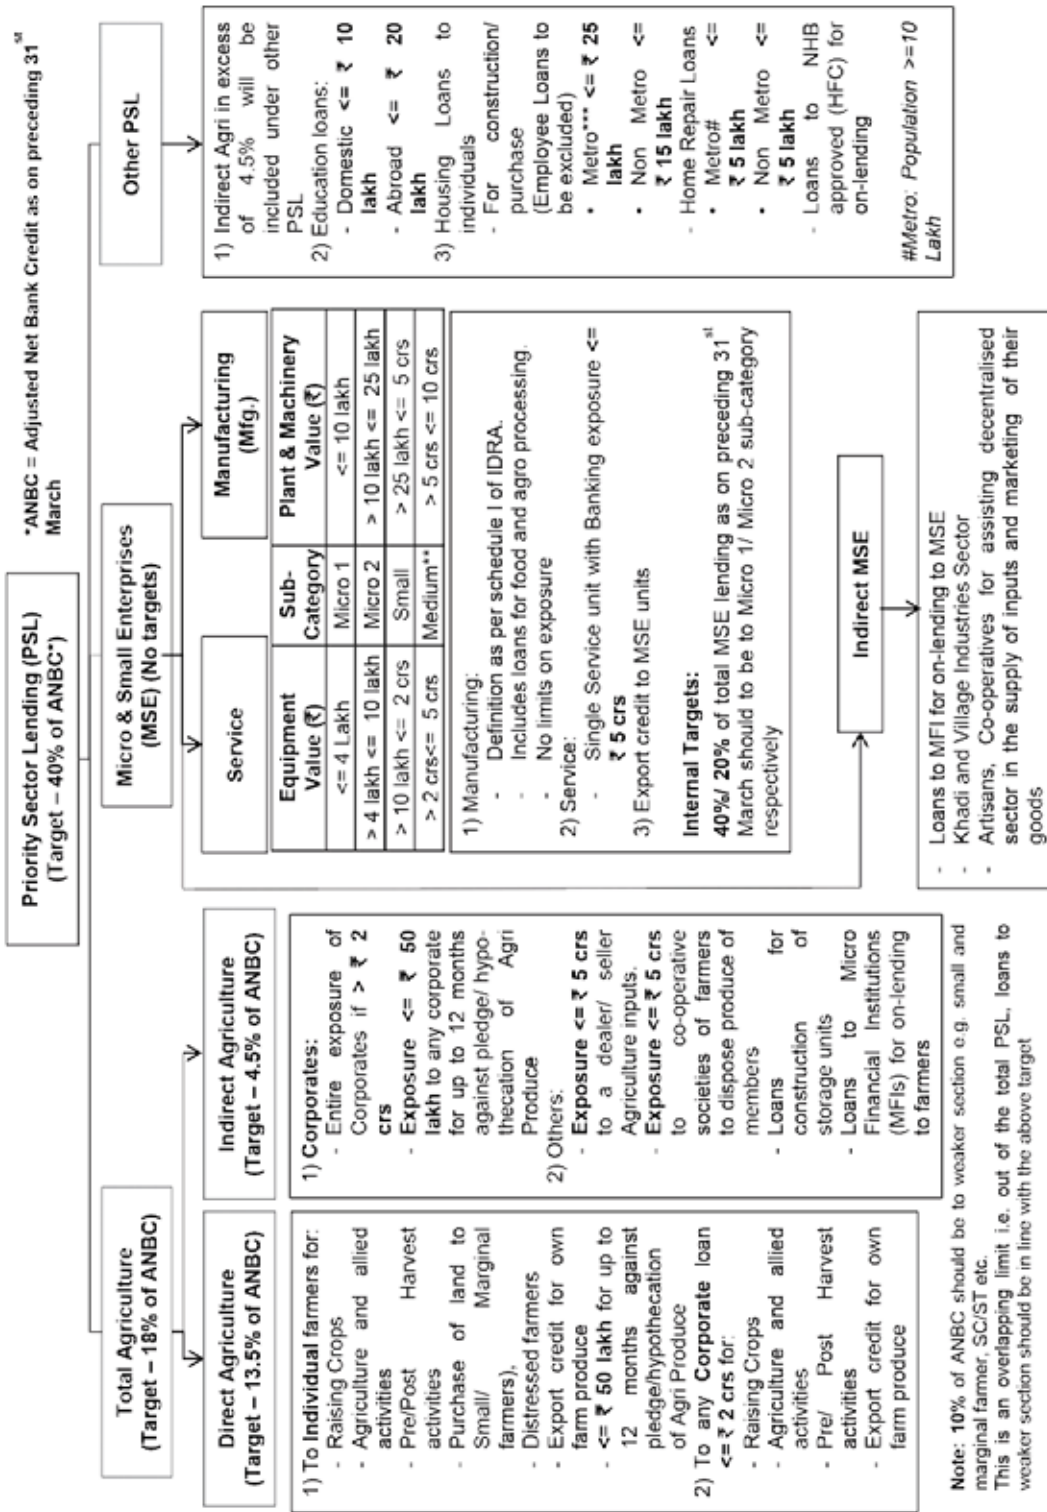 Priority Sector Lending (PSL)
(Target – 40% of ANBC*)
*ANBC = Adjusted Net Bank Credit as on preceding 31st
March
Total Agriculture
(Target – 18% of ANBC)
Direct Agriculture
(Target – 13.5% of ANBC)
1) To Individual farmers for:
- Raising Crops
- Agriculture and allied
activities
- Pre/Post Harvest
activities
- Purchase of land to
Small/ Marginal
farmers),
- Distressed farmers
- Export credit for own
farm produce
- <= ₹ 50 lakh for up to
12 months against
pledge/hypothecation
of Agri Produce
2) To any Corporate loan
<= ₹ 2 crs for:
- Raising Crops
- Agriculture and allied
activities
- Pre/ Post Harvest
activities
- Export credit for own
farm produce
Indirect Agriculture
(Target – 4.5% of ANBC)
1) Corporates:
- Entire exposure of
Corporates if > ₹ 2
crs
- Exposure <= ₹ 50
lakh to any corporate
for up to 12 months
against pledge/ hypo-
thecation of Agri
Produce
2) Others:
- Exposure <= ₹ 5 crs
to a dealer/ seller
Agriculture inputs.
- Exposure <= ₹ 5 crs
to co-operative
societies of farmers
to dispose produce of
members
- Loans for
construction of
storage units
- Loans to Micro
Financial Institutions
(MFIs) for on-lending
to farmers
Micro & Small Enterprises
(MSE) (No targets)
Service
Manufacturing
(Mfg.)
Equipment Value (₹) Sub-Category Plant & Machinery Value (₹)
<= 4 Lakh Micro 1 <= 10 lakh
> 4 lakh <= 10 lakh Micro 2 > 10 lakh <= 25 lakh
> 10 lakh <= 2 crs Small > 25 lakh <= 5 crs
> 2 crs<= 5 crs Medium** > 5 crs <= 10 crs
1) Manufacturing:
- Definition as per schedule I of IDRA.
- Includes loans for food and agro processing.
- No limits on exposure
2) Service:
- Single Service unit with Banking exposure <=
₹ 5 crs
3) Export credit to MSE units
Internal Targets:
40%/ 20% of total MSE lending as on preceding 31st
March should be to Micro 1/ Micro 2 sub-category
respectively
Indirect MSE
- Loans to MFI for on-lending to MSE
- Khadi and Village Industries Sector
- Artisans, Co-operatives for assisting decentralised
sector in the supply of inputs and marketing of their
goods
Other PSL
1) Indirect Agri in excess
of 4.5% will be
included under other
PSL
2) Education loans:
- Domestic <= ₹ 10
lakh
- Abroad <= ₹ 20
lakh
3) Housing Loans to
individuals
- For construction/
purchase
(Employee Loans to
be excluded)
• Metro*** <= ₹ 25
lakh
• Non Metro <=
₹ 15 lakh
- Home Repair Loans
• Metro# <=
₹ 5 lakh
• Non Metro <=
₹ 5 lakh
- Loans to NHB
approved (HFC) for
on-lending
#Metro: Population >=10
Lakh
Note: 10% of ANBC should be to weaker section e.g. small and
marginal farmer, SC/ST etc.
This is an overlapping limit i.e. out of the total PSL, loans to
weaker section should be in line with the above target